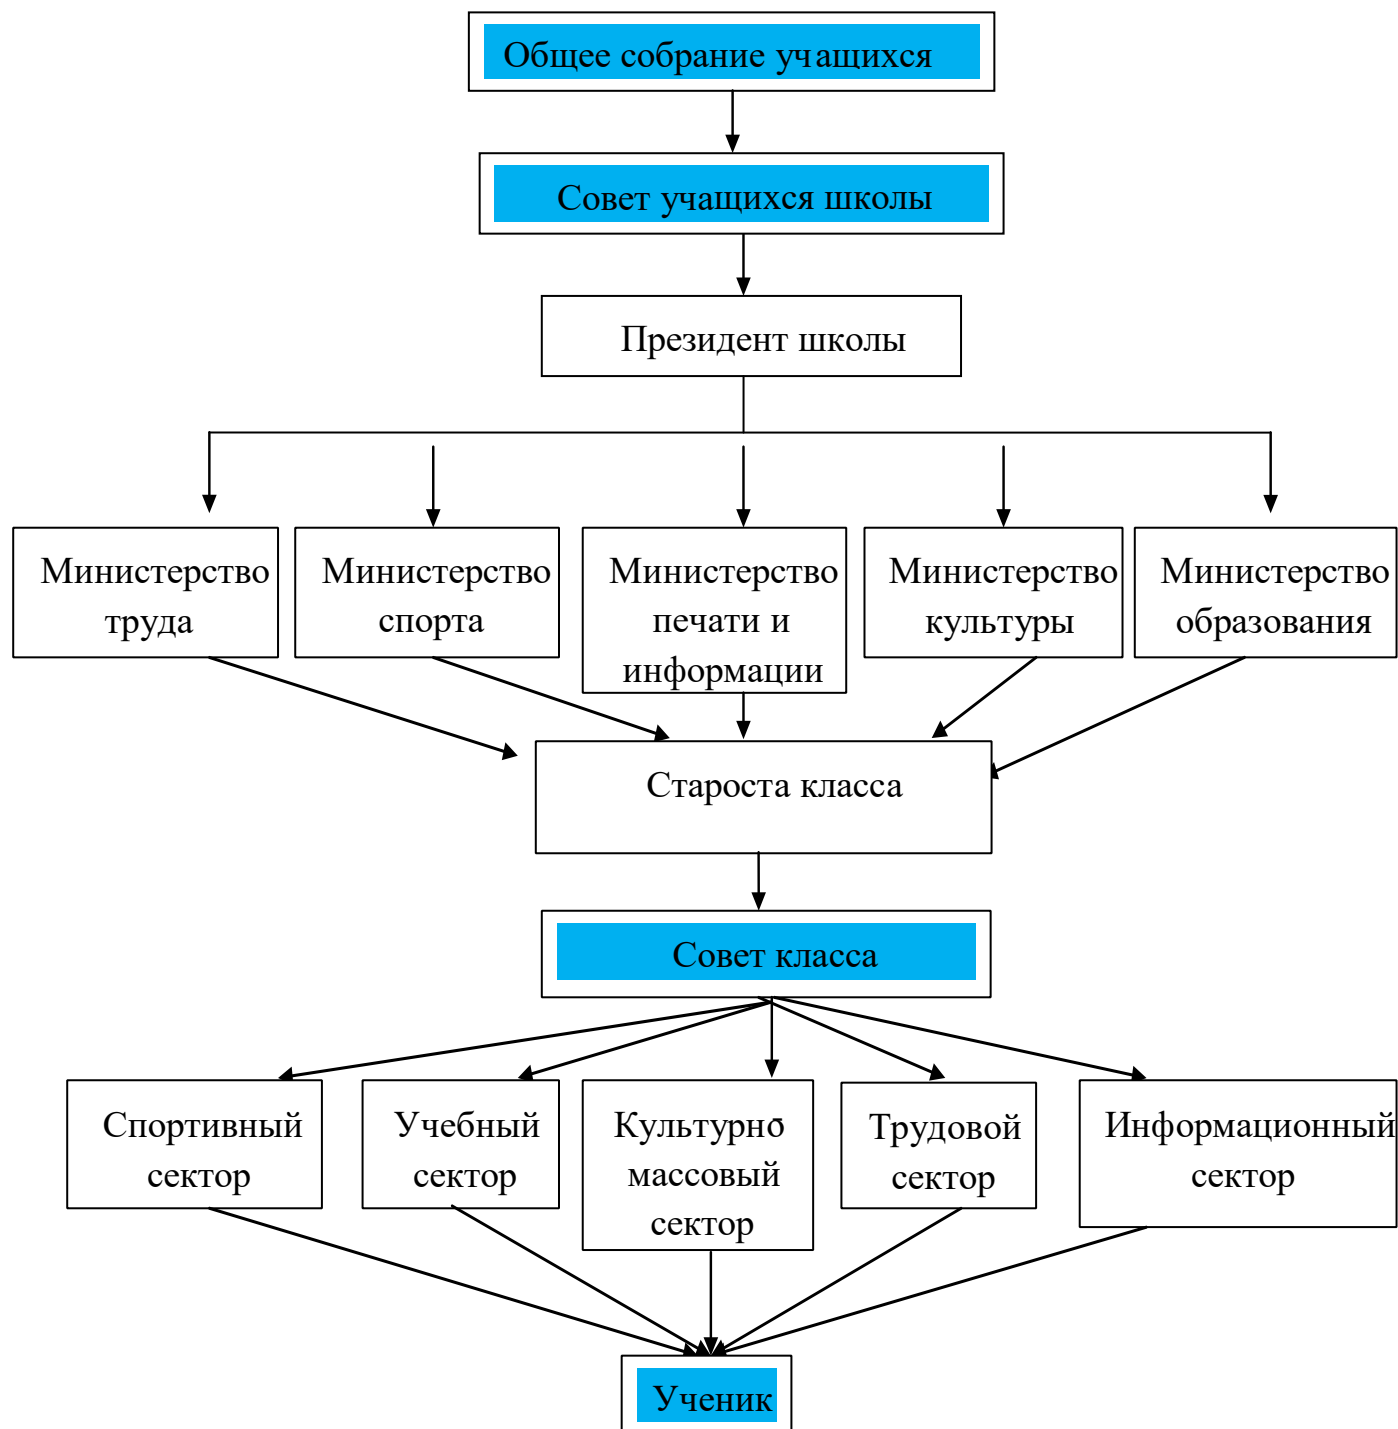 Общее собрание учащихся
Совет учащихся школы
Президент школы
Министерство
труда
Министерство
спорта
Министерство
печати и
информации
Министерство
культуры
Министерство
образования
Староста класса
Совет класса
Спортивный
сектор
Учебный
сектор
Культурно-
массовый
сектор
Трудовой
сектор
Информационный
сектор
Ученик